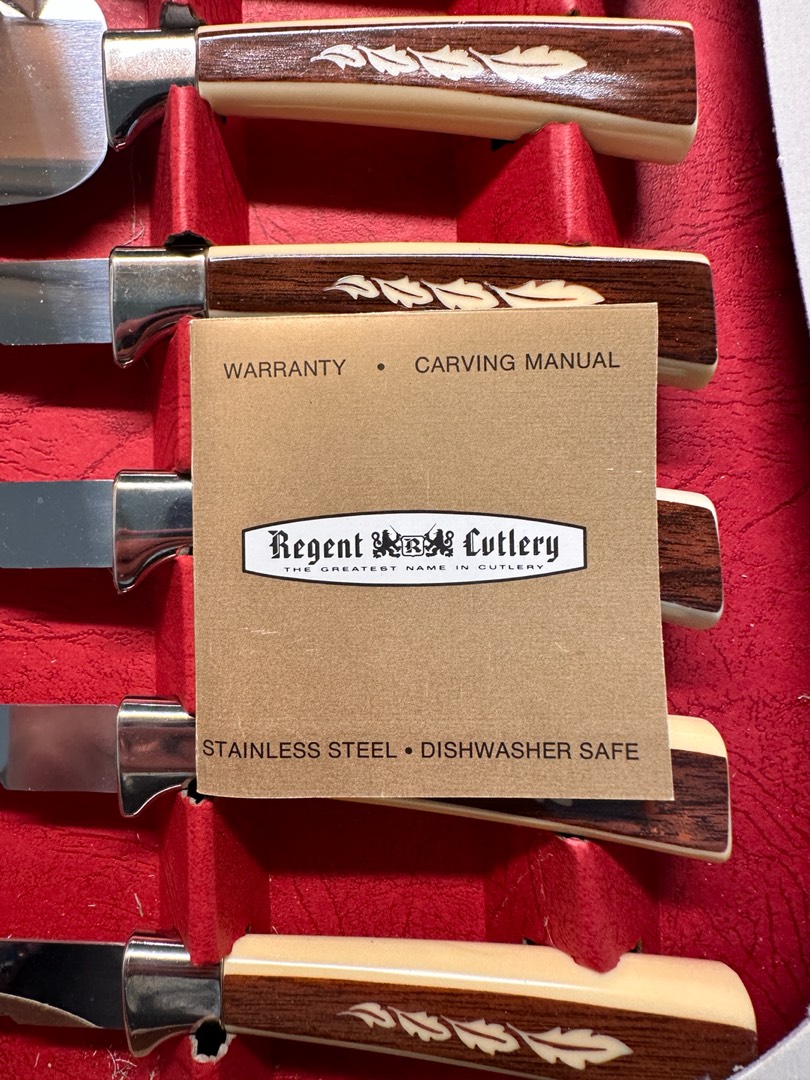 WARRANTY • CARVING MANUAL
Regent R Cutlery
THE GREATEST NAME IN CUTLERY
STAINLESS STEEL • DISHWASHER SAFE